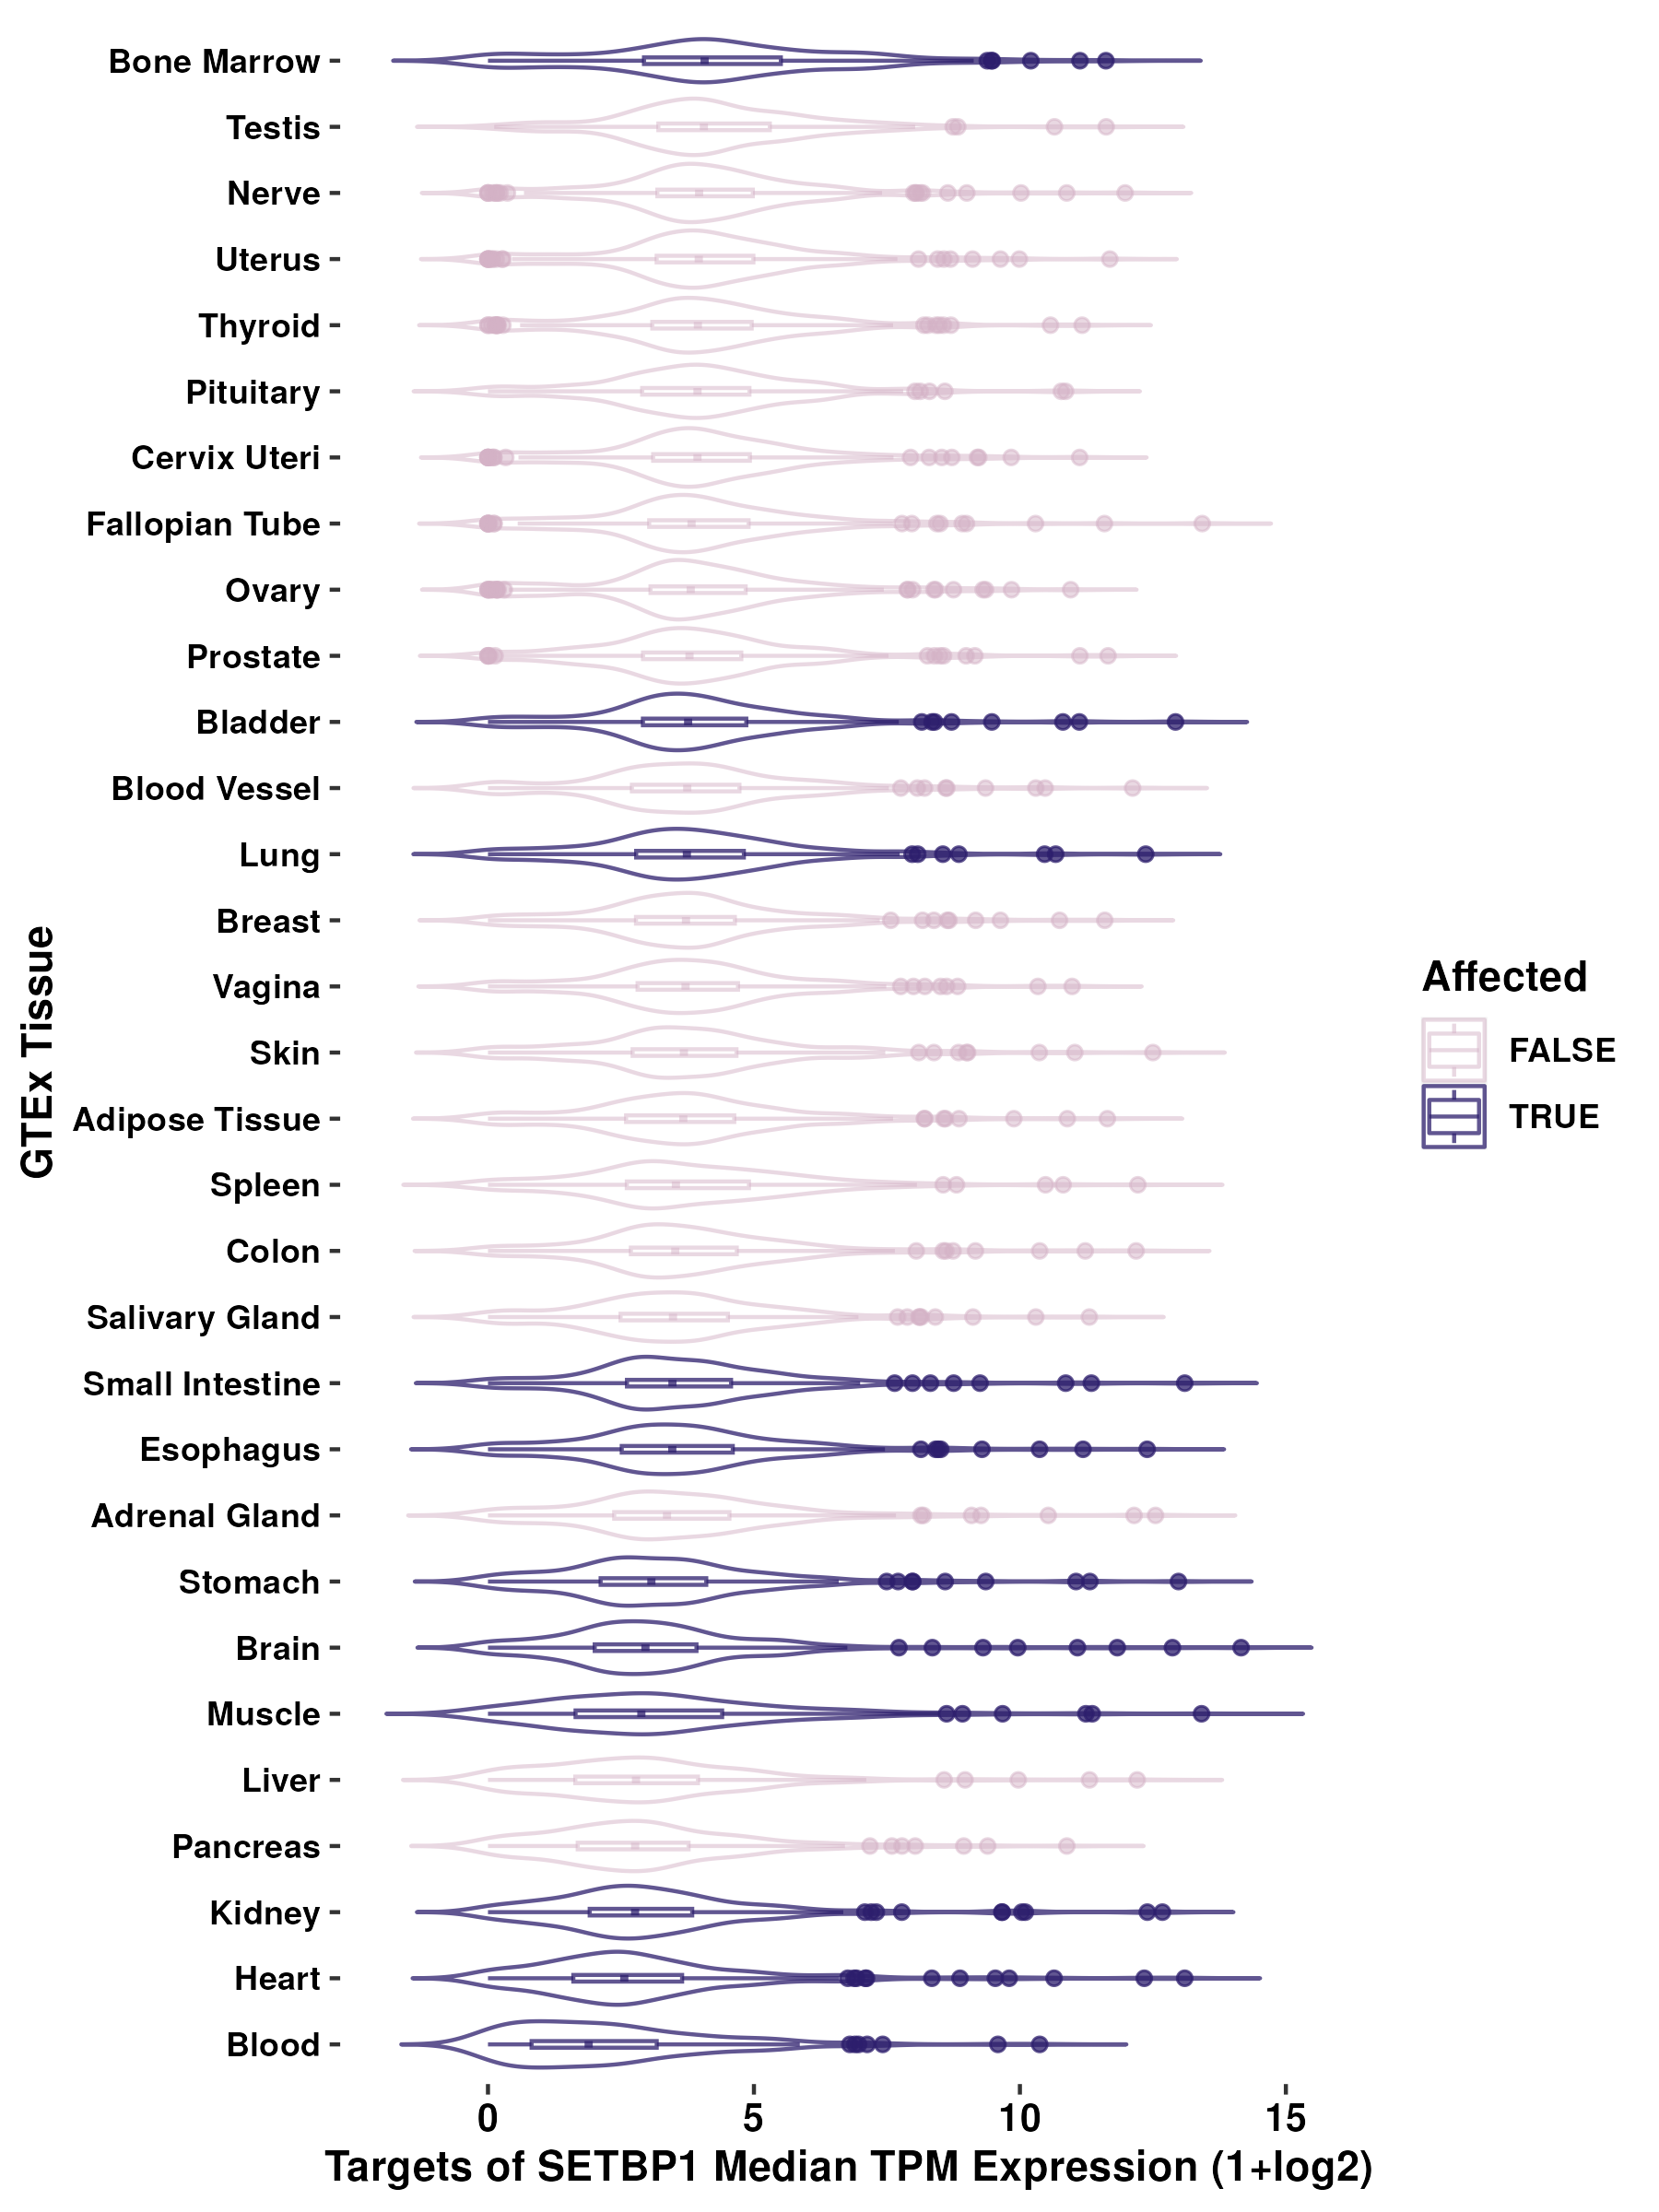 Bone Marrow
Testis
Nerve
Uterus
Thyroid
Pituitary
Cervix Uteri
Fallopian Tube
Ovary
Prostate
Bladder
Blood Vessel
Lung
Breast
Vagina
Skin
Adipose Tissue
Spleen
Colon
Salivary Gland
Small Intestine
Esophagus
Adrenal Gland
Stomach
Brain
Muscle
Liver
Pancreas
Kidney
Heart
Blood
GTEx Tissue
0 5 10 15
Targets of SETBP1 Median TPM Expression (1+log2)
Affected
FALSE
TRUE